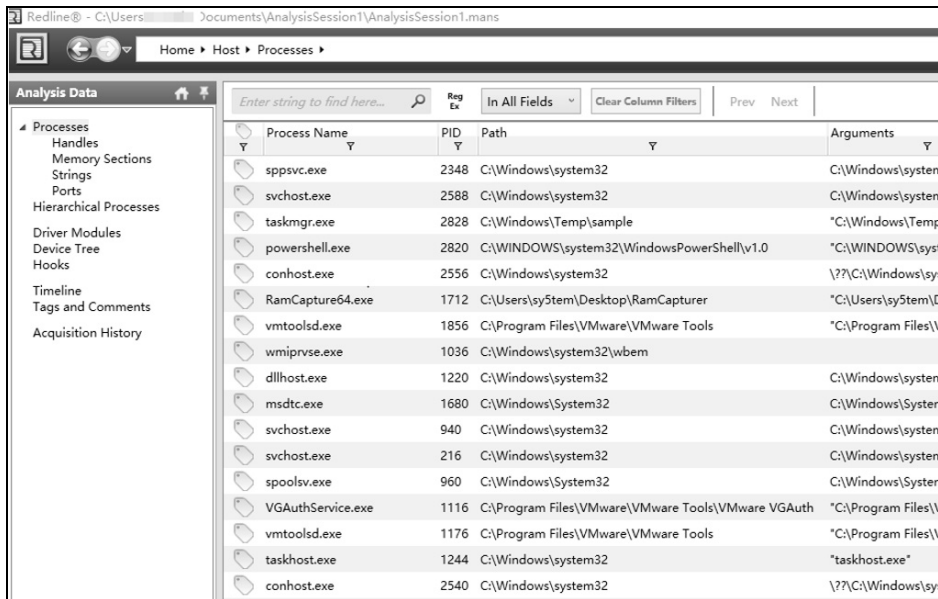 Redline® - C:\Users Documents\AnalysisSession1\AnalysisSession1.mans
Home Host Processes
Analysis Data
Processes
Handles
Memory Sections
Strings
Ports
Hierarchical Processes
Driver Modules
Device Tree
Hooks
Timeline
Tags and Comments
Acquisition History
Enter string to find here... Reg Ex In All Fields Clear Column Filters Prev Next
Process Name PID Path Arguments
sppsvc.exe 2348 C:\Windows\system32 C:\Windows\system
svchost.exe 2588 C:\Windows\system32 C:\Windows\system
taskmgr.exe 2828 C:\Windows\Temp\sample "C:\Windows\Temp
powershell.exe 2820 C:\WINDOWS\system32\WindowsPowerShell\v1.0 "C:\WINDOWS\syst
conhost.exe 2556 C:\Windows\system32 \??\C:\Windows\sy
RamCapture64.exe 1712 C:\Users\sy5tem\Desktop\RamCapturer "C:\Users\sy5tem\D
vmtoolsd.exe 1856 C:\Program Files\VMware\VMware Tools "C:\Program Files\V
wmiprvse.exe 1036 C:\Windows\system32\wbem
dllhost.exe 1220 C:\Windows\system32 C:\Windows\system
msdtc.exe 1680 C:\Windows\System32 C:\Windows\System
svchost.exe 940 C:\Windows\system32 C:\Windows\system
svchost.exe 216 C:\Windows\system32 C:\Windows\system
spoolsv.exe 960 C:\Windows\System32 C:\Windows\System
VGAuthService.exe 1116 C:\Program Files\VMware\VMware Tools\VMware VGAuth "C:\Program Files\V
vmtoolsd.exe 1176 C:\Program Files\VMware\VMware Tools "C:\Program Files\V
taskhost.exe 1244 C:\Windows\system32 "taskhost.exe"
conhost.exe 2540 C:\Windows\system32 \??\C:\Windows\sy